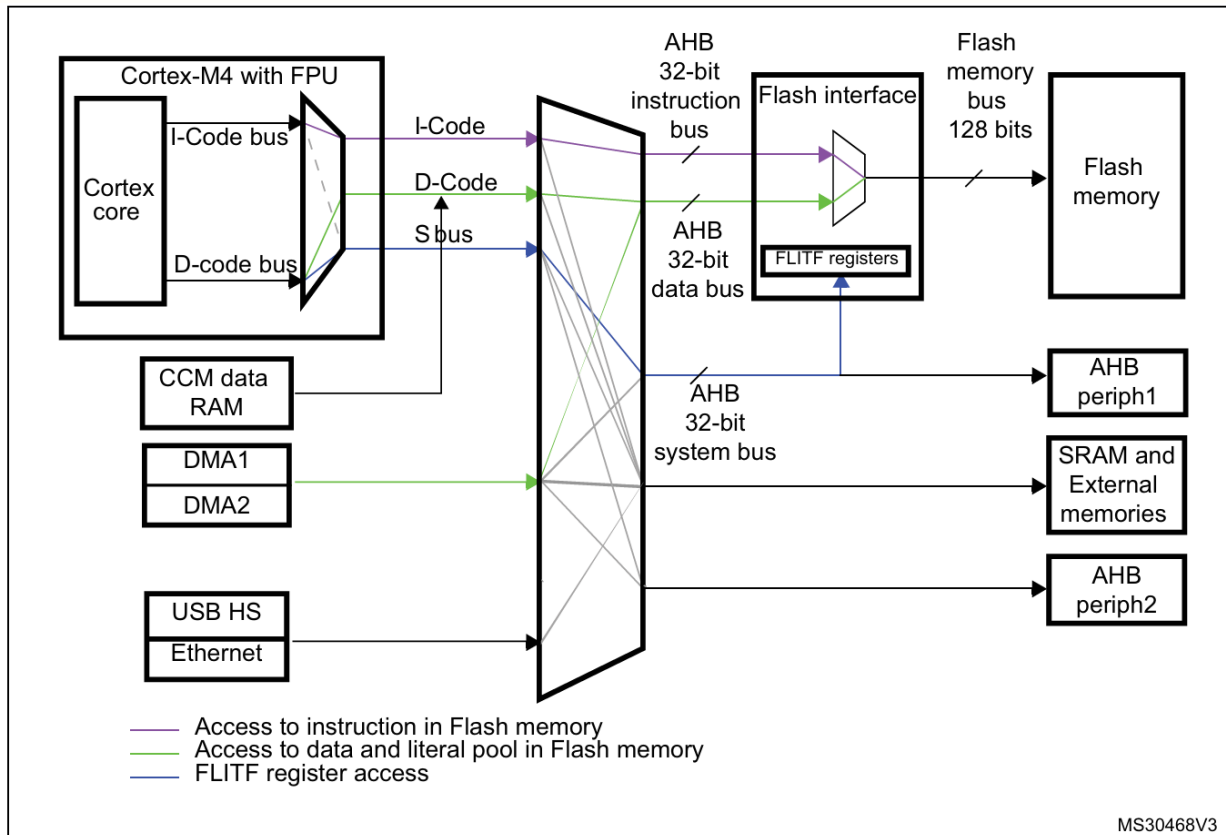 Cortex-M4 with FPU
Cortex
core
I-Code bus
D-code bus
I-Code
D-Code
S bus
AHB
32-bit
instruction
bus
AHB
32-bit
data bus
AHB
32-bit
system bus
Flash interface
FLITF registers
Flash
memory
bus
128 bits
Flash
memory
CCM data
RAM
DMA1
DMA2
USB HS
Ethernet
AHB
periph1
SRAM and
External
memories
AHB
periph2
Access to instruction in Flash memory
Access to data and literal pool in Flash memory
FLITF register access
MS30468V3